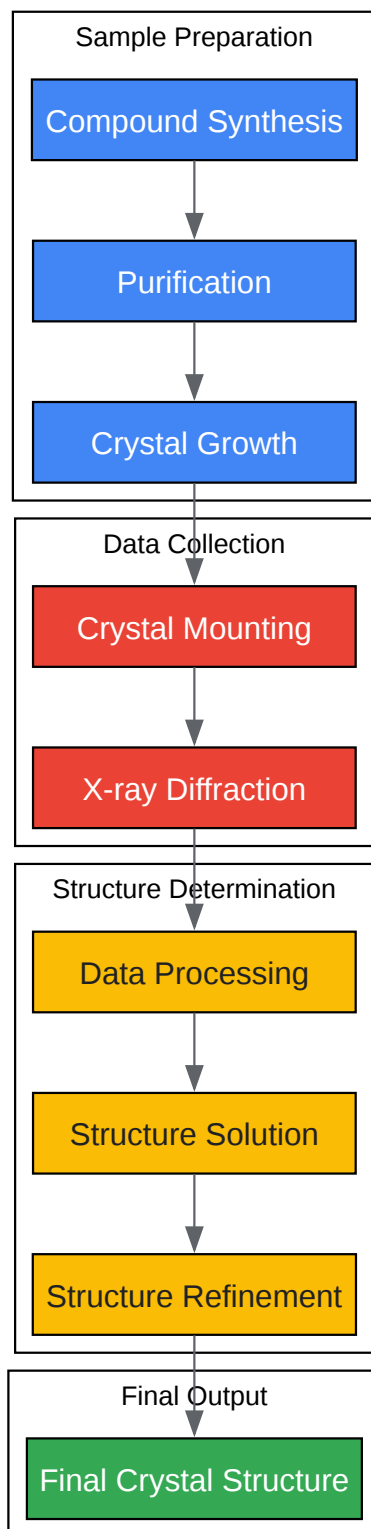 Sample Preparation
Compound Synthesis
Purification
Crystal Growth
Data Collection
Crystal Mounting
X-ray Diffraction
Structure Determination
Data Processing
Structure Solution
Structure Refinement
Final Output
Final Crystal Structure